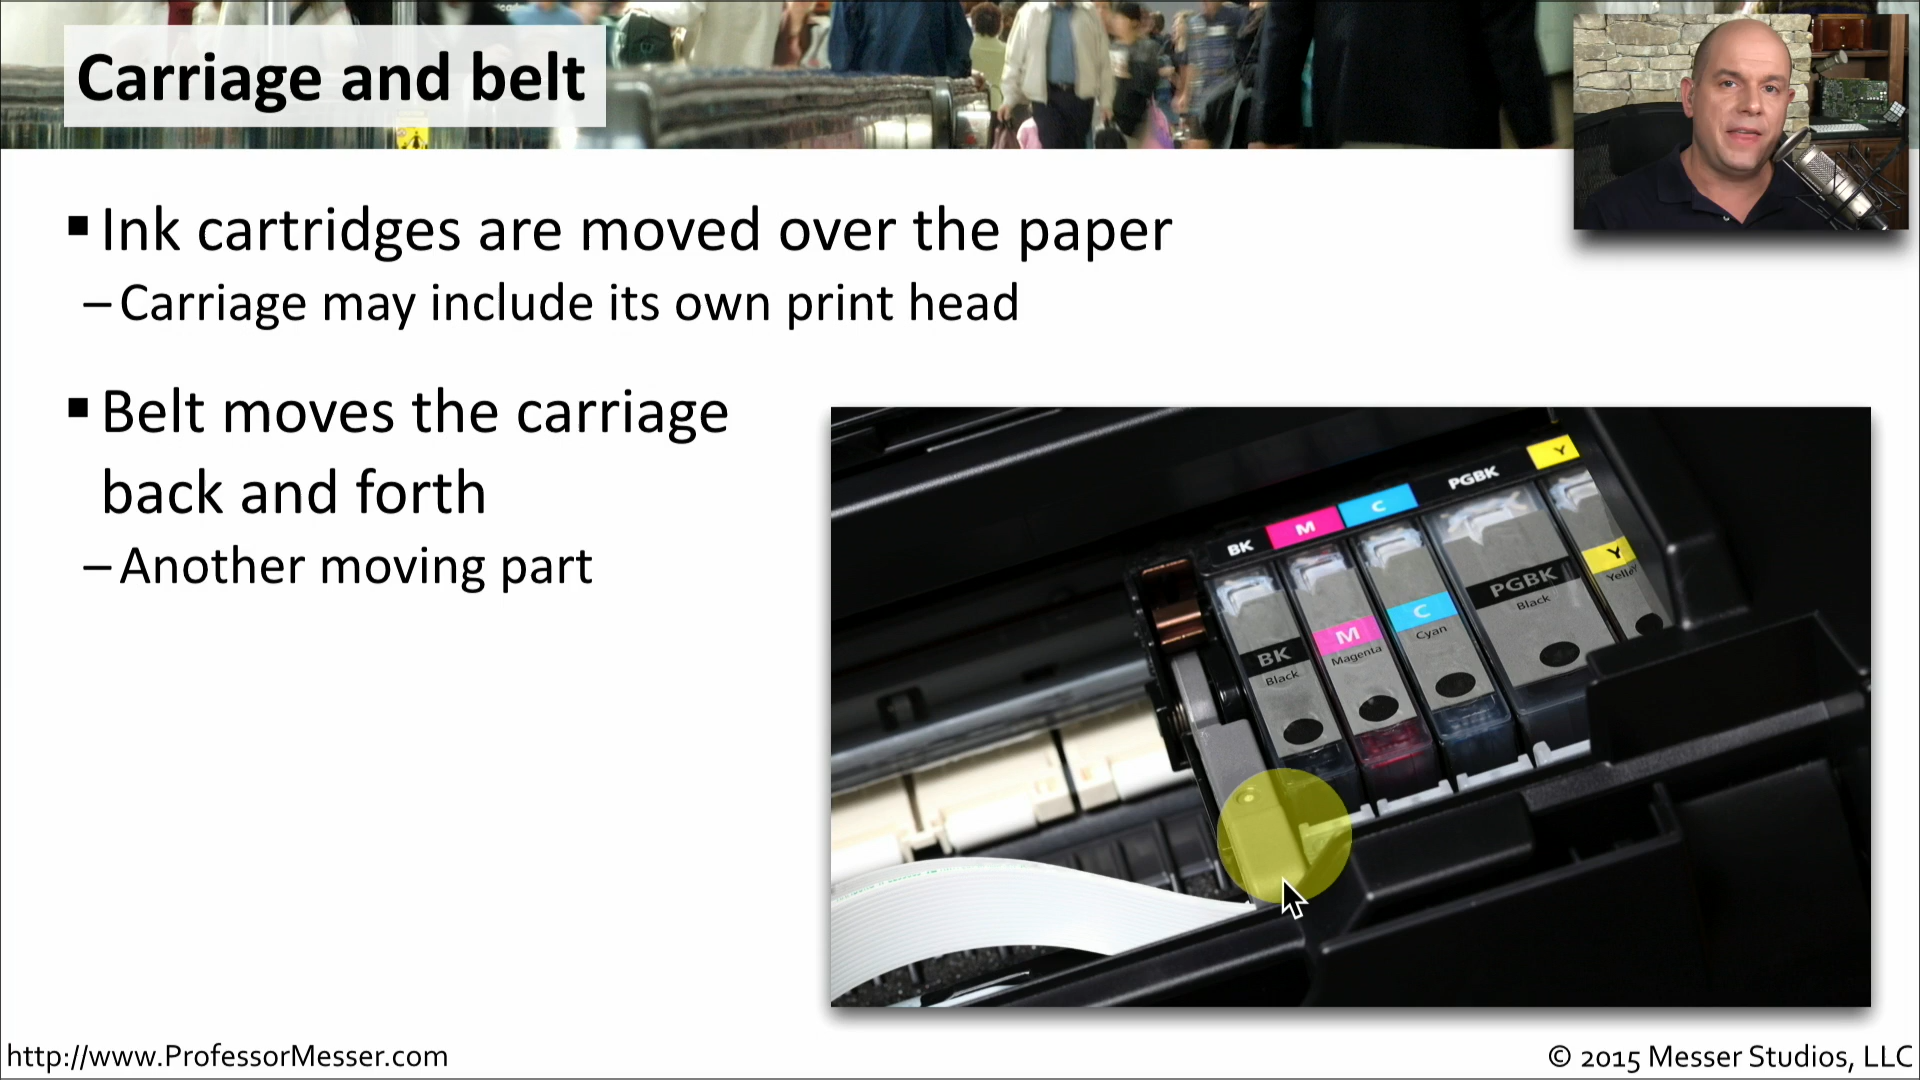 Carriage and belt
▪ Ink cartridges are moved over the paper
– Carriage may include its own print head
▪ Belt moves the carriage
back and forth
– Another moving part
BK M C PGBK Y
BK
Black
M
Magenta
C
Cyan
PGBK
Black
Y
http://www.ProfessorMesser.com
© 2015 Messer Studios, LLC